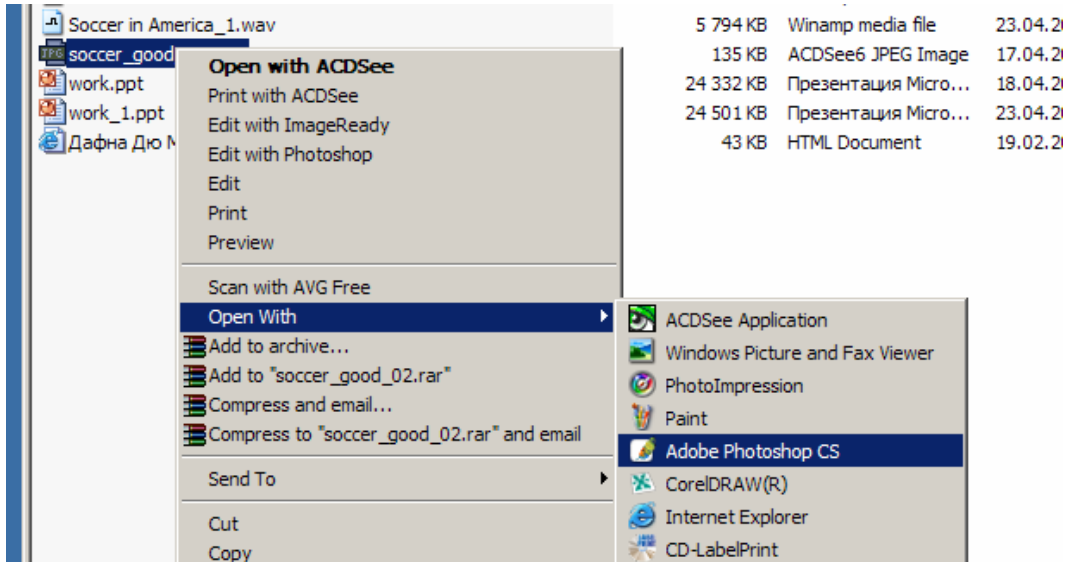 Soccer in America_1.wav 5 794 KB Winamp media file 23.04.2
soccer_good 135 KB ACDSee6 JPEG Image 17.04.2
work.ppt 24 332 KB Презентация Micro... 18.04.2
work_1.ppt 24 501 KB Презентация Micro... 23.04.2
Дафна Дю 43 KB HTML Document 19.02.2
Open with ACDSee
Print with ACDSee
Edit with ImageReady
Edit with Photoshop
Edit
Print
Preview
Scan with AVG Free
Open With
Add to archive...
Add to "soccer_good_02.rar"
Compress and email...
Compress to "soccer_good_02.rar" and email
Send To
Cut
Copy
ACDSee Application
Windows Picture and Fax Viewer
PhotoImpression
Paint
Adobe Photoshop CS
CorelDRAW(R)
Internet Explorer
CD-LabelPrint